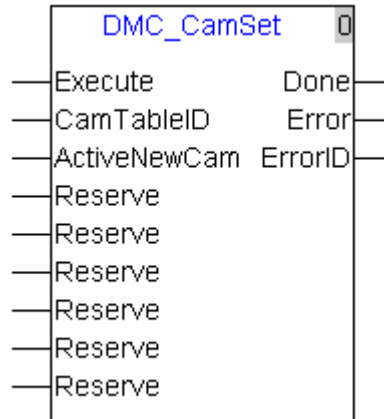 DMC_CamSet 0
Execute Done
CamTableID Error
ActiveNewCam ErrorID
Reserve
Reserve
Reserve
Reserve
Reserve
Reserve